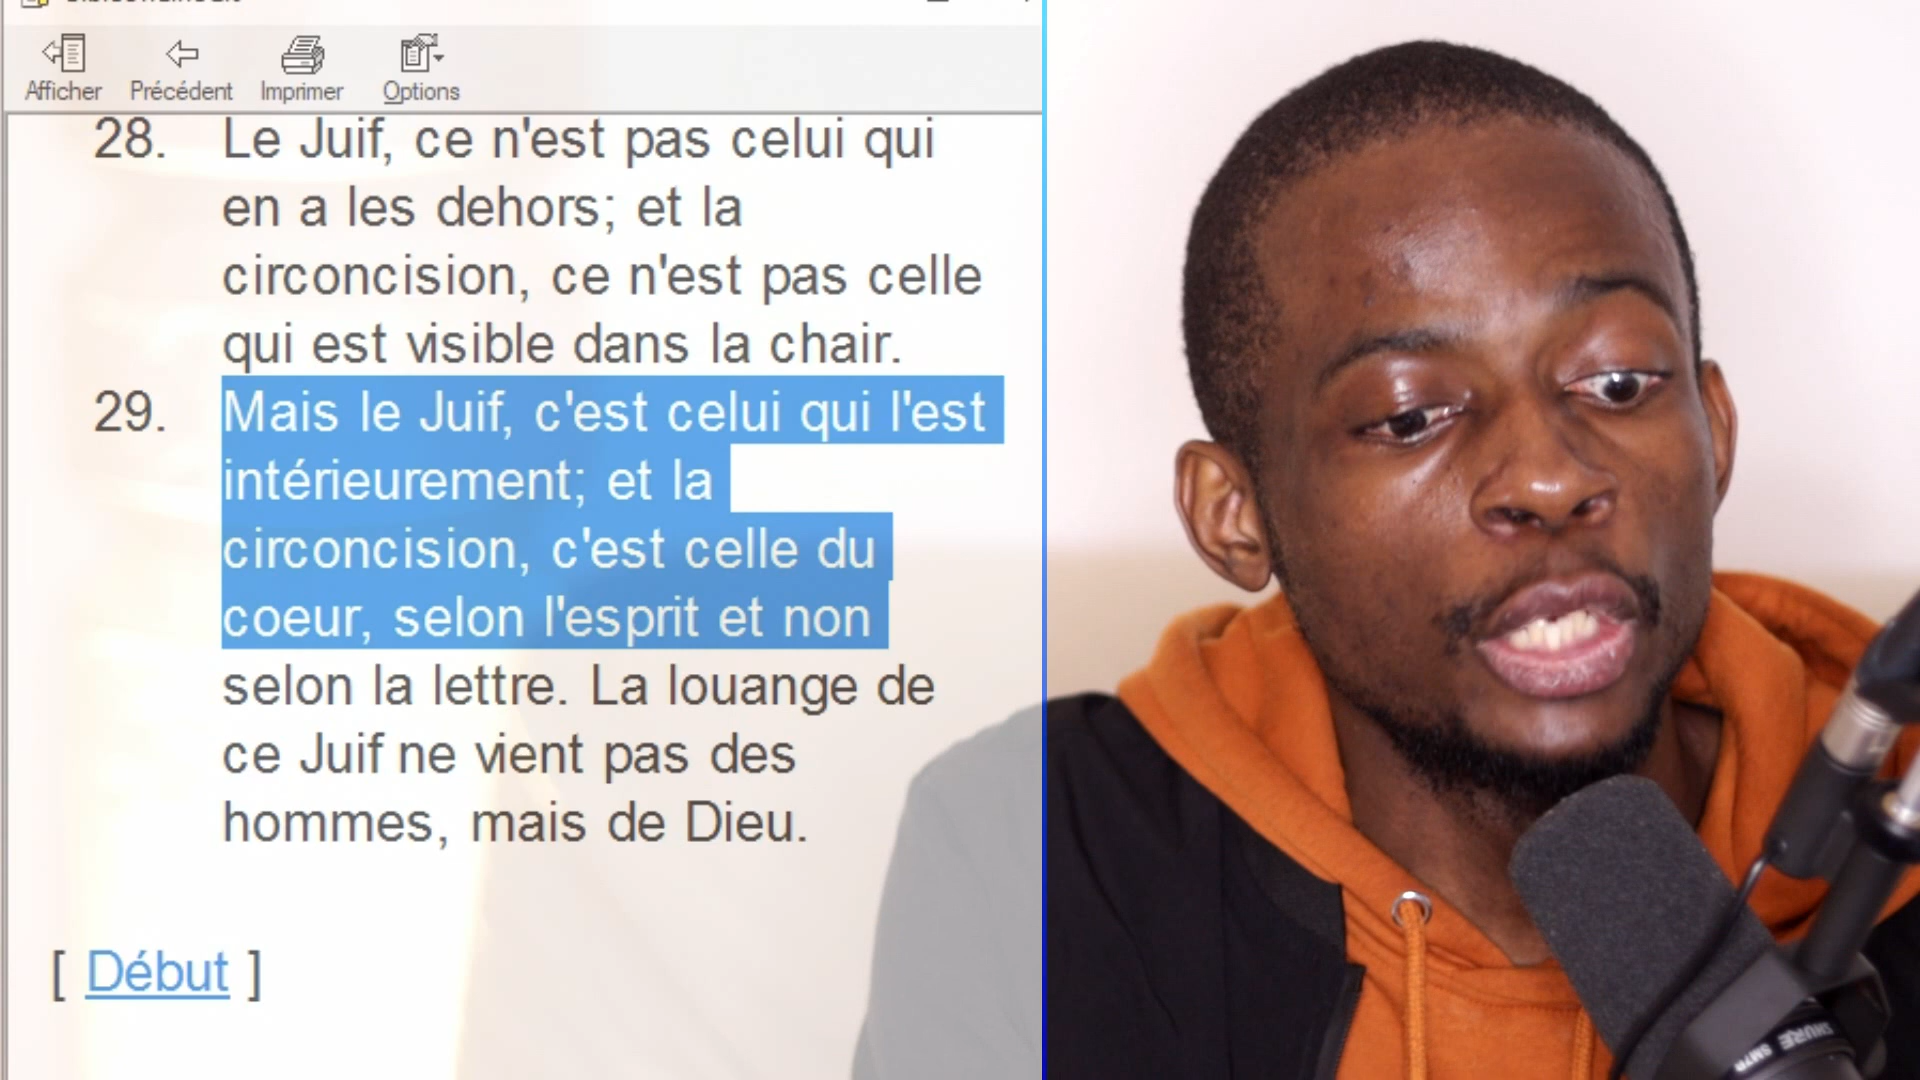 Afficher Précédent Imprimer Options
28. Le Juif, ce n'est pas celui qui
en a les dehors; et la
circoncision, ce n'est pas celle
qui est visible dans la chair.
29. Mais le Juif, c'est celui qui l'est
intérieurement; et la
circoncision, c'est celle du
coeur, selon l'esprit et non
selon la lettre. La louange de
ce Juif ne vient pas des
hommes, mais de Dieu.
[ Début ]
SHURE